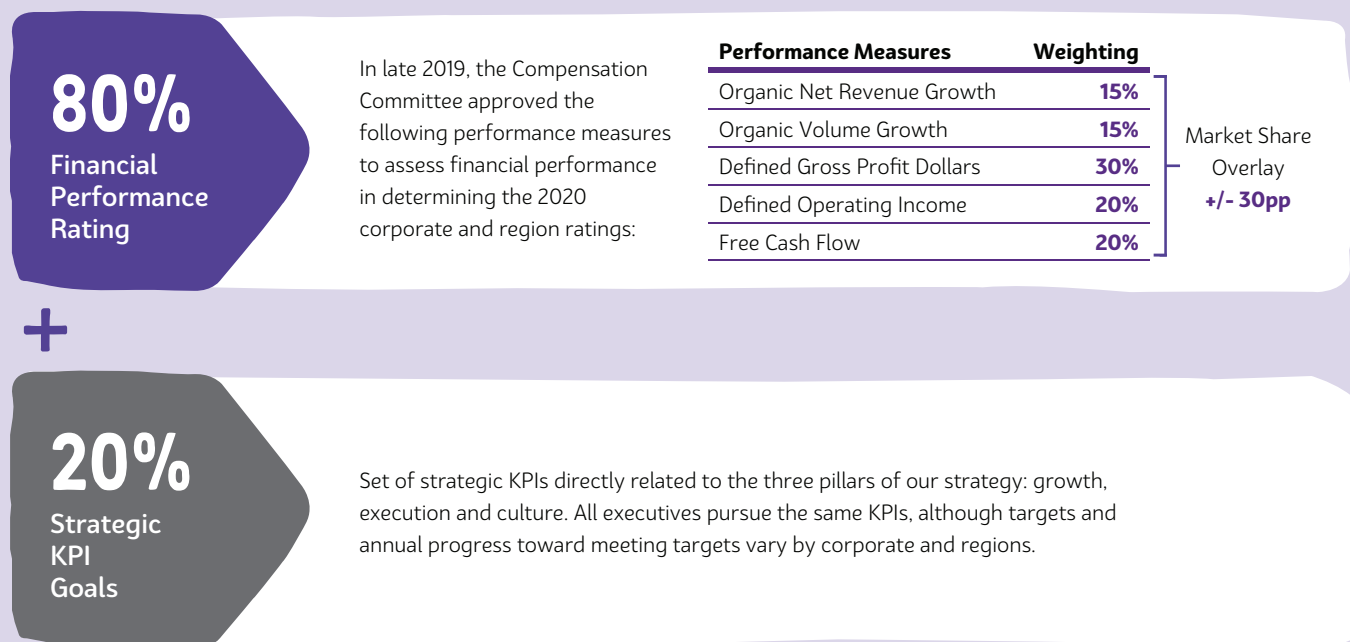 80%
Financial
Performance
Rating
In late 2019, the Compensation
Committee approved the
following performance measures
to assess financial performance
in determining the 2020
corporate and region ratings:
Performance Measures Weighting
Organic Net Revenue Growth 15%
Organic Volume Growth 15%
Defined Gross Profit Dollars 30%
Defined Operating Income 20%
Free Cash Flow 20%
Market Share
Overlay
+/- 30pp
+
20%
Strategic
KPI
Goals
Set of strategic KPIs directly related to the three pillars of our strategy: growth,
execution and culture. All executives pursue the same KPIs, although targets and
annual progress toward meeting targets vary by corporate and regions.